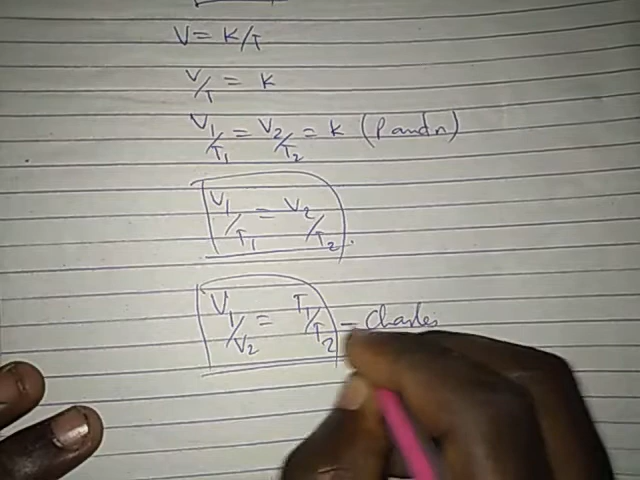 V = K/T
V/T = K
V1/T1 = V2/T2 = K (P and n)
V1/T1 = V2/T2.
V1/V2 = T1/T2 - Charles